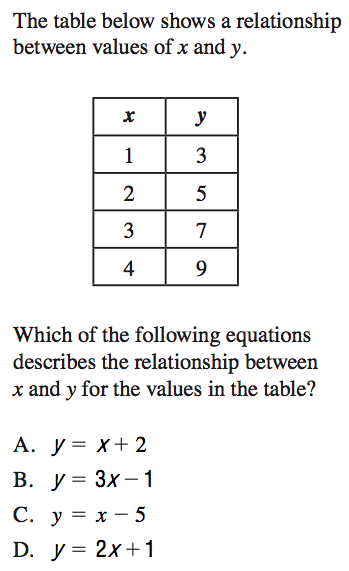 The table below shows a relationship
between values of x and y.
x y
1 3
2 5
3 7
4 9
Which of the following equations
describes the relationship between
x and y for the values in the table?
A. y = x + 2
B. y = 3x – 1
C. y = x – 5
D. y = 2x + 1